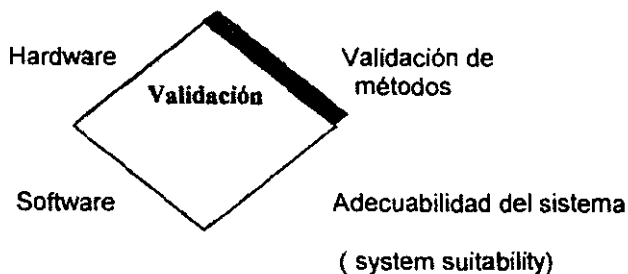 Hardware
Validación de
métodos
Validación
Software
Adecuabilidad del sistema
( system suitability)